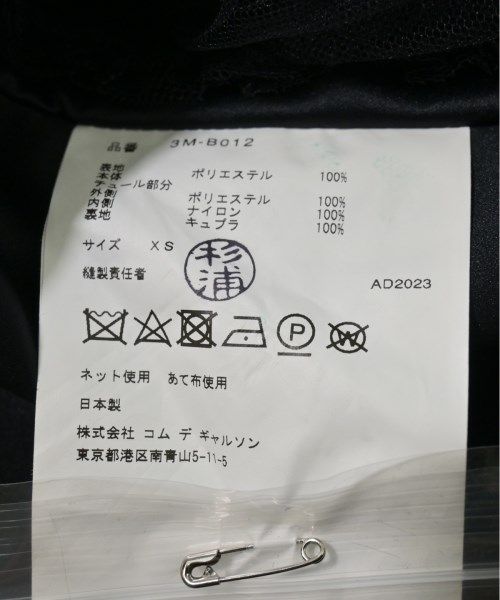 品番 3M-B012
表地
本体 ポリエステル 100%
チュール部分
外側 ポリエステル 100%
内側 ナイロン 100%
裏地 キュプラ 100%
サイズ XS
縫製責任者 杉浦 AD2023
P W
ネット使用 あて布使用
日本製
株式会社 コム デ ギャルソン
東京都港区南青山5-11-5